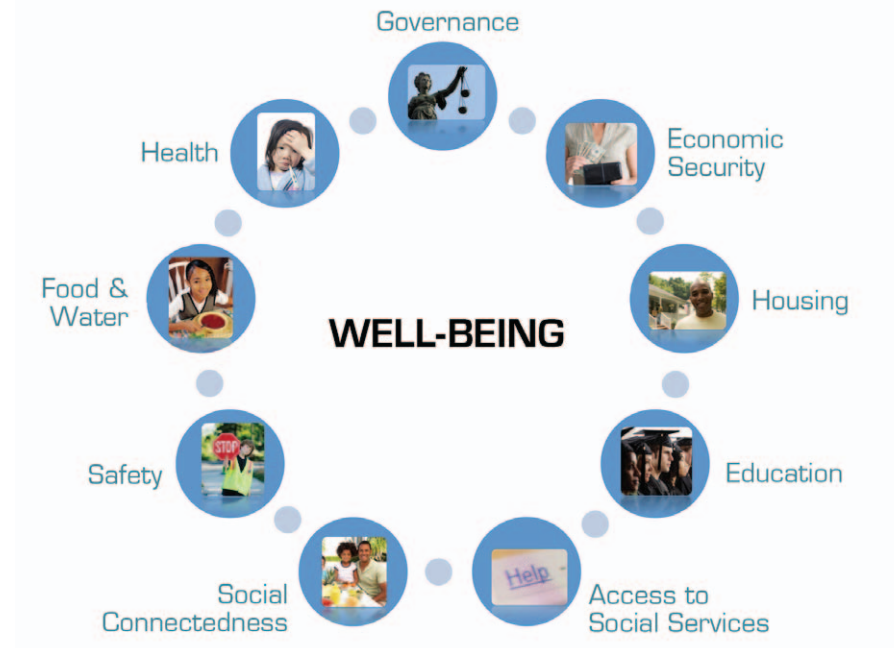 Governance
Economic
Security
Housing
Education
Access to
Social Services
Social
Connectedness
Safety
Food &
Water
Health
WELL-BEING
STOP
Help